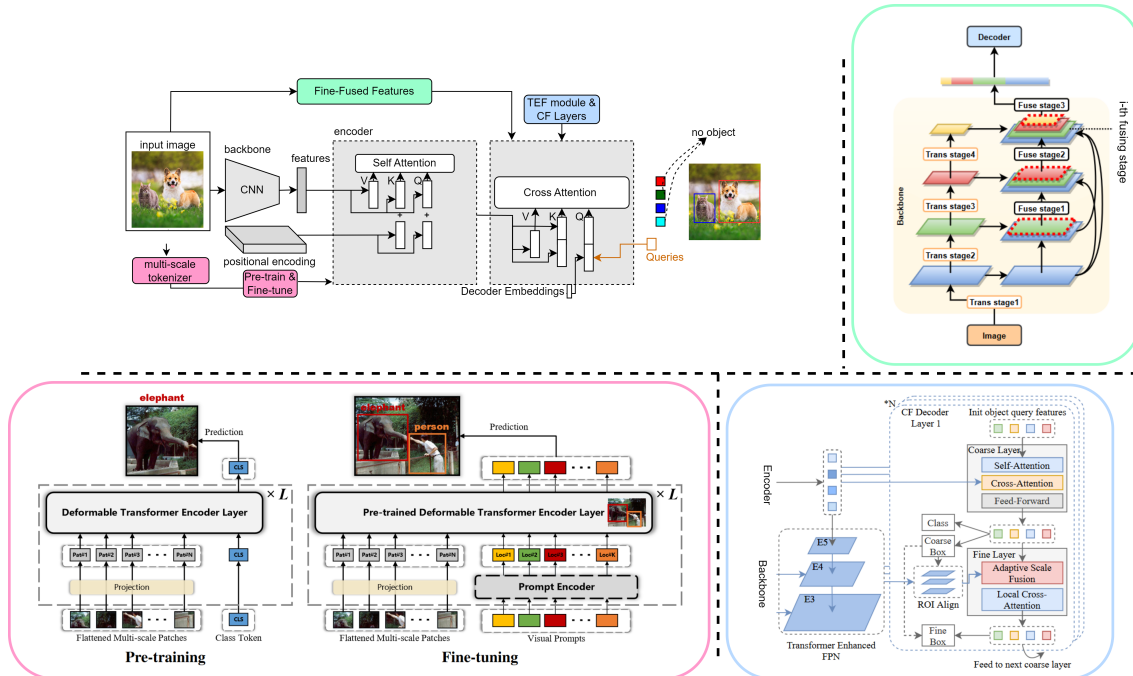 Fine-Fused Features
TEF module &
CF Layers
no object
input image
backbone
features
encoder
CNN
Self Attention
V
K
Q
+
+
Cross Attention
V
K
Q
positional encoding
multi-scale
tokenizer
Pre-train &
Fine-tune
Queries
Decoder Embeddings
Decoder
Fuse stage3
i-th fusing stage
Trans stage4
Fuse stage2
Trans stage3
Fuse stage1
Backbone
Trans stage2
Trans stage1
Image
elephant
Prediction
CLS
× L
Deformable Transformer Encoder Layer
Pat#1
Pat#2
Pat#3
Pat#N
CLS
Projection
CLS
Flattened Multi-scale Patches
Class Token
Pre-training
elephant
person
Prediction
× L
Pre-trained Deformable Transformer Encoder Layer
Pat#1
Pat#2
Pat#3
Pat#N
Loc#1
Loc#2
Loc#3
Loc#K
Projection
Prompt Encoder
Flattened Multi-scale Patches
Visual Prompts
Fine-tuning
*N
CF Decoder
Layer 1
Init object query features
Coarse Layer
Self-Attention
Cross-Attention
Feed-Forward
Encoder
Class
Coarse
Box
E5
E4
E3
Backbone
Fine Layer
Adaptive Scale
Fusion
Local Cross-
Attention
ROI Align
Fine
Box
Transformer Enhanced
FPN
Feed to next coarse layer